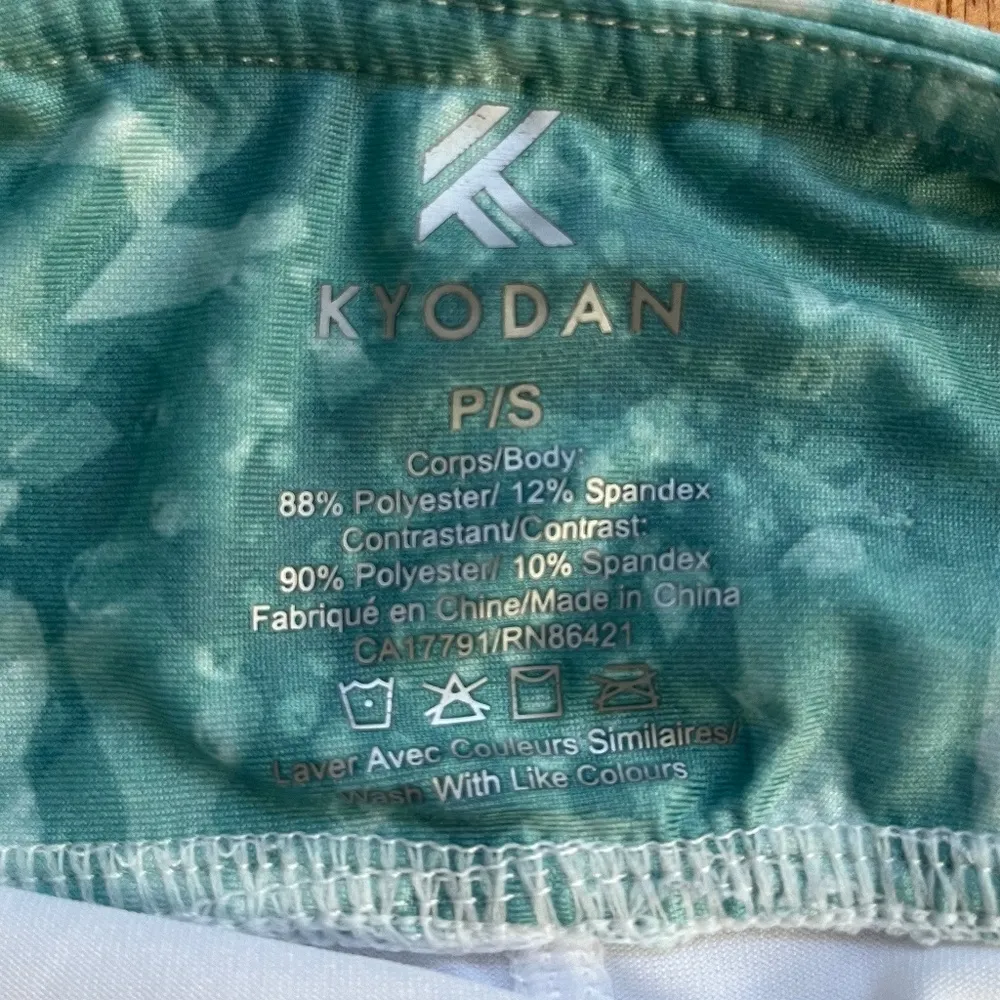 KYODAN
P/S
Corps/Body:
88% Polyester/ 12% Spandex
Contrastant/Contrast:
90% Polyester/ 10% Spandex
Fabriqué en Chine/Made in China
CA17791/RN86421
Laver Avec Couleurs Similaires/
Wash With Like Colours